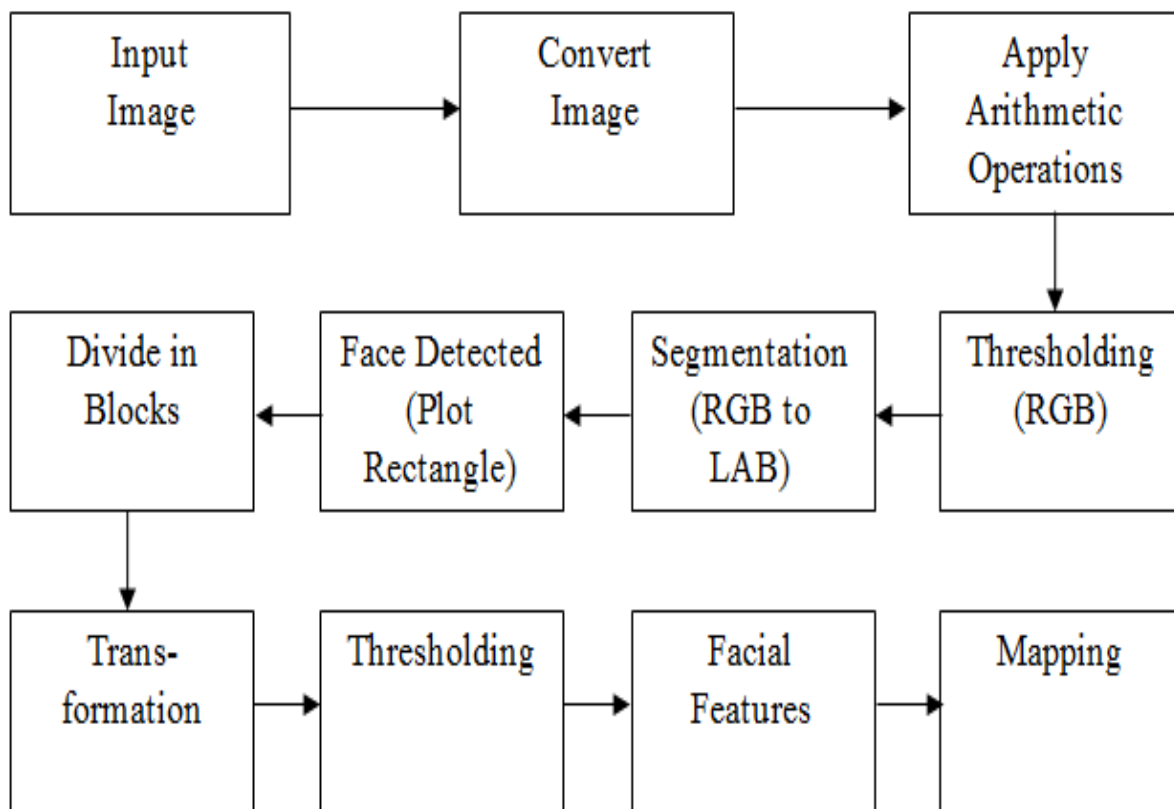 Input
Image
Convert
Image
Apply
Arithmetic
Operations
Thresholding
(RGB)
Segmentation
(RGB to
LAB)
Face Detected
(Plot
Rectangle)
Divide in
Blocks
Trans-
formation
Thresholding
Facial
Features
Mapping